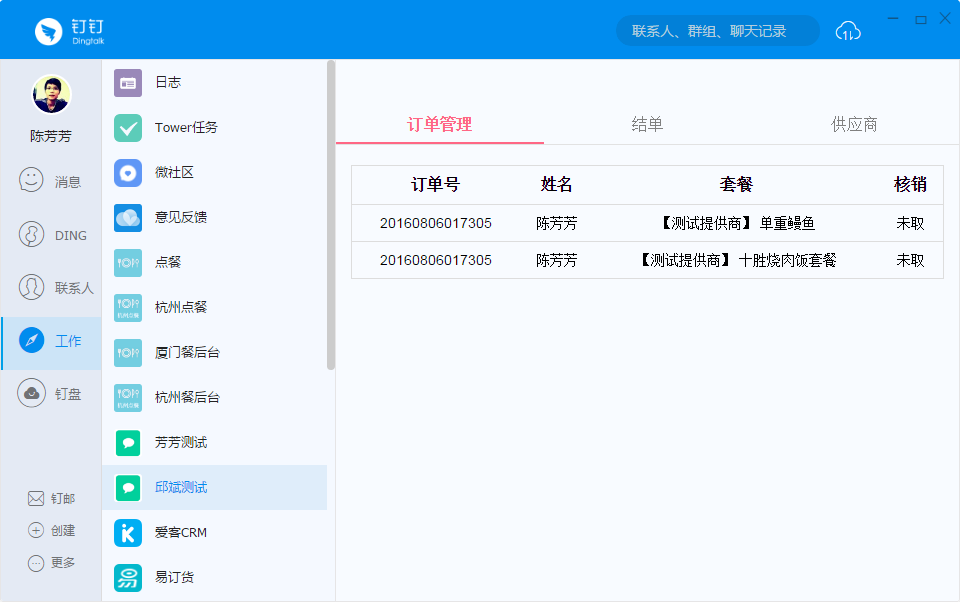 钉钉
Dingtalk
联系人、群组、聊天记录
陈芳芳
消息
DING
联系人
工作
钉盘
钉邮
创建
更多
日志
Tower任务
微社区
意见反馈
点餐
杭州点餐
厦门餐后台
杭州餐后台
芳芳测试
邱斌测试
爱客CRM
易订货
订单管理 结单 供应商
订单号 姓名 套餐 核销
20160806017305 陈芳芳 【测试提供商】 单重鳗鱼 未取
20160806017305 陈芳芳 【测试提供商】 十胜烧肉饭套餐 未取